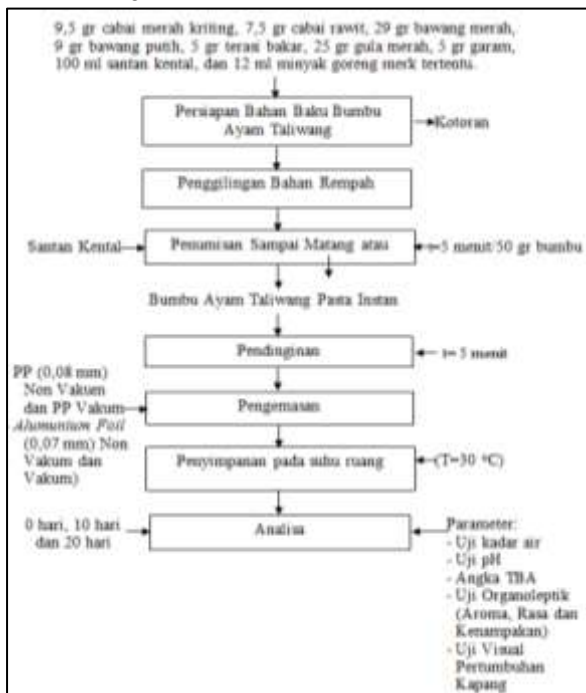 9,5 gr cabai merah kriting, 7,5 gr cabai rawit, 29 gr bawang merah,
9 gr bawang putih, 5 gr terasi bakar, 25 gr gula merah, 5 gr garam,
100 ml santan kental, dan 12 ml minyak goreng merk tertentu.
Persiapan Bahan Baku Bumbu
Ayam Taliwang
Kotoran
Penggilingan Bahan Rempah
Santan Kental
Penumisan Sampai Matang atau
t=5 menit/50 gr bumbu
Bumbu Ayam Taliwang Pasta Instan
Pendinginan
t= 5 menit
PP (0,08 mm)
Non Vakum
dan PP Vakum
Alumunium Foil
(0,07 mm) Non
Vakum dan
Vakum)
Pengemasan
Penyimpanan pada suhu ruang
(T=30 °C)
0 hari, 10 hari
dan 20 hari
Analisa
Parameter:
- Uji kadar air
- Uji pH
- Angka TBA
- Uji Organoleptik
(Aroma, Rasa dan
Kenampakan)
- Uji Visual
Pertumbuhan
Kapang